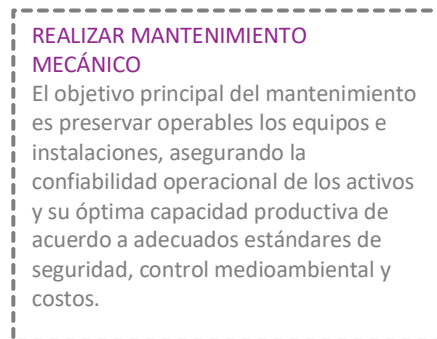 REALIZAR MANTENIMIENTO
MECÁNICO
El objetivo principal del mantenimiento
es preservar operables los equipos e
instalaciones, asegurando la
confiabilidad operacional de los activos
y su óptima capacidad productiva de
acuerdo a adecuados estándares de
seguridad, control medioambiental y
costos.